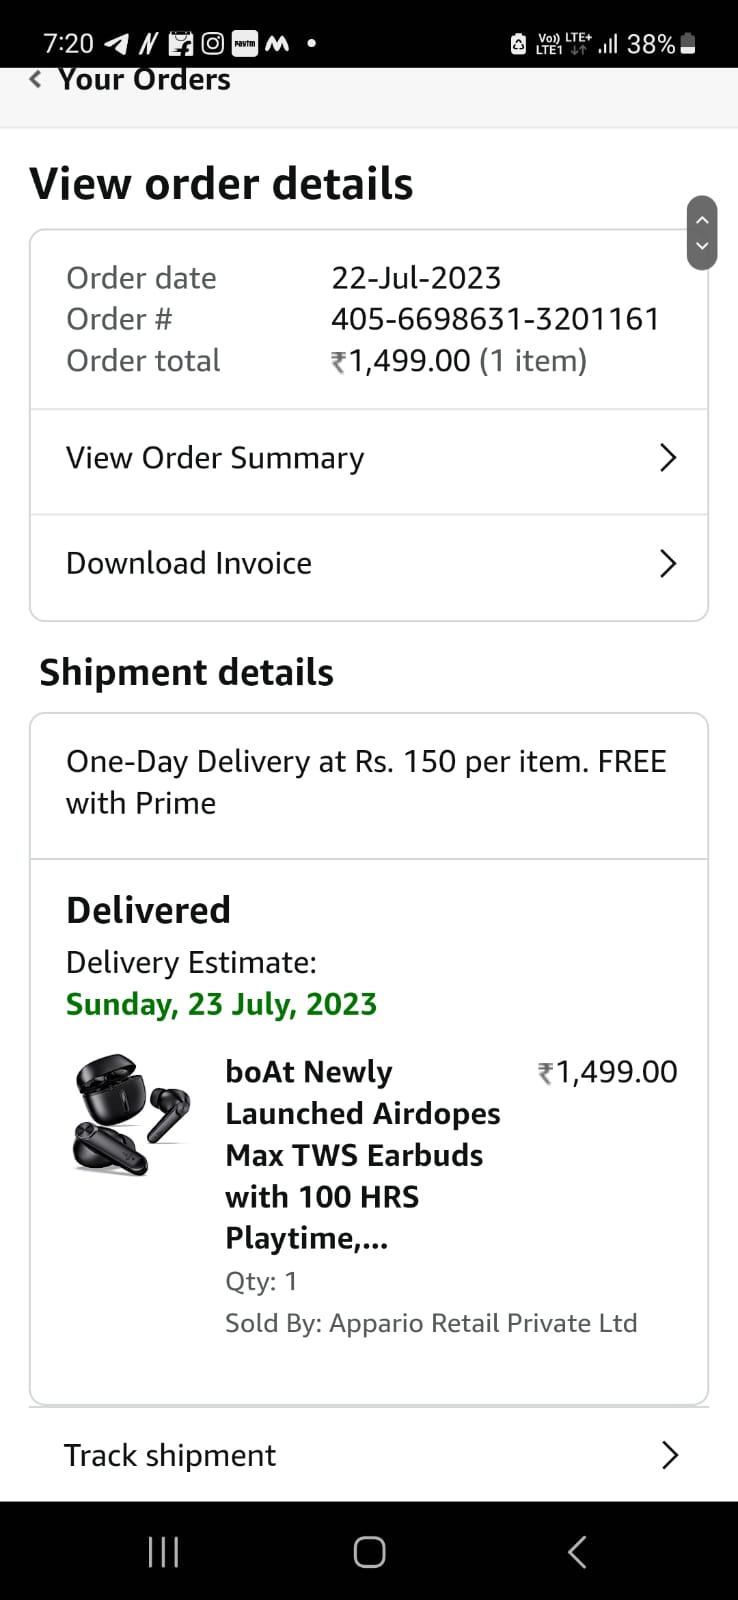 7:20
paytm
Vo)) LTE+
LTE1
38%
Your Orders
View order details
Order date 22-Jul-2023
Order # 405-6698631-3201161
Order total ₹1,499.00 (1 item)
View Order Summary
Download Invoice
Shipment details
One-Day Delivery at Rs. 150 per item. FREE
with Prime
Delivered
Delivery Estimate:
Sunday, 23 July, 2023
boAt Newly ₹1,499.00
Launched Airdopes
Max TWS Earbuds
with 100 HRS
Playtime,...
Qty: 1
Sold By: Appario Retail Private Ltd
Track shipment